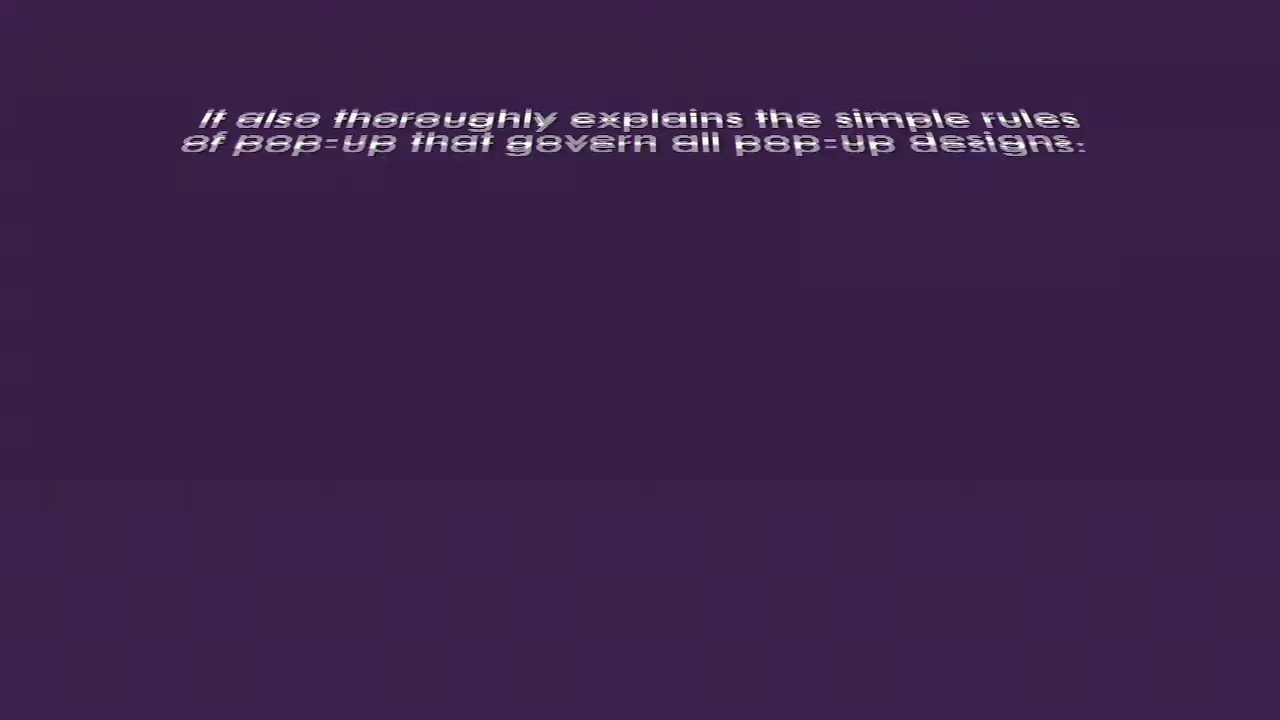 It also thoroughly explains the simple rules
of pop-up that govern all pop-up designs.